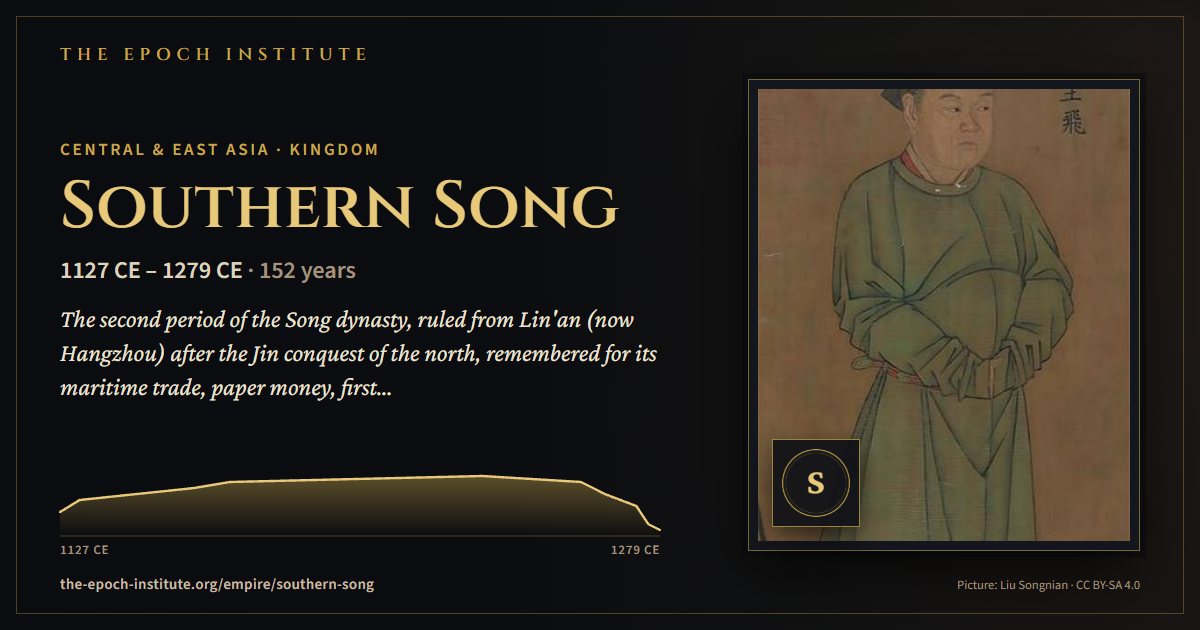 THE EPOCH INSTITUTE
CENTRAL & EAST ASIA · KINGDOM
SOUTHERN SONG
1127 CE – 1279 CE · 152 years
The second period of the Song dynasty, ruled from Lin'an (now
Hangzhou) after the Jin conquest of the north, remembered for its
maritime trade, paper money, first...
1127 CE
1279 CE
the-epoch-institute.org/empire/southern-song
飛
S
Picture: Liu Songnian · CC BY-SA 4.0